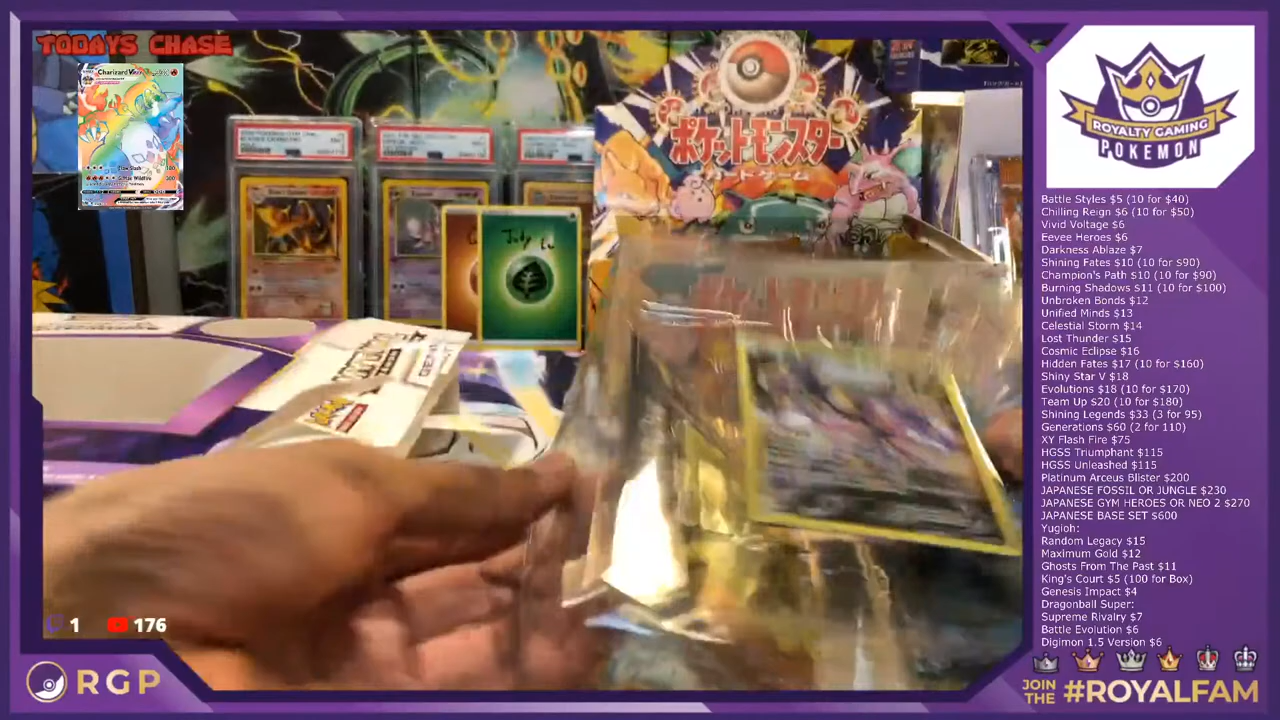 TODAYS CHASE
Charizard
ポケットモンスター
カードゲーム
Judy
Lu
1
176
RGP
ROYALTY GAMING
POKEMON
Battle Styles $5 (10 for $40)
Chilling Reign $6 (10 for $50)
Vivid Voltage $6
Eevee Heroes $6
Darkness Ablaze $7
Shining Fates $10 (10 for $90)
Champion's Path $10 (10 for $90)
Burning Shadows $11 (10 for $100)
Unbroken Bonds $12
Unified Minds $13
Celestial Storm $14
Lost Thunder $15
Cosmic Eclipse $16
Hidden Fates $17 (10 for $160)
Shiny Star V $18
Evolutions $18 (10 for $170)
Team Up $20 (10 for $180)
Shining Legends $33 (3 for 95)
Generations $60 (2 for 110)
XY Flash Fire $75
HGSS Triumphant $115
HGSS Unleashed $115
Platinum Arceus Blister $200
JAPANESE FOSSIL OR JUNGLE $230
JAPANESE GYM HEROES OR NEO 2 $270
JAPANESE BASE SET $600
Yugioh:
Random Legacy $15
Maximum Gold $12
Ghosts From The Past $11
King's Court $5 (100 for Box)
Genesis Impact $4
Dragonball Super:
Supreme Rivalry $7
Battle Evolution $6
Digimon 1.5 Version $6
JOIN THE #ROYALFAM